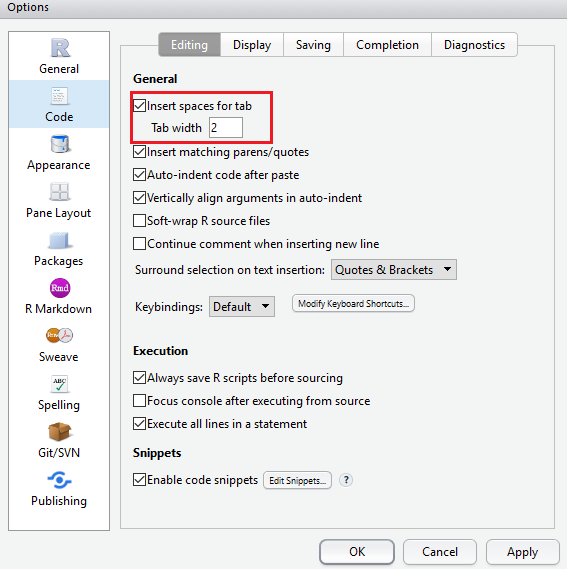 Options
General
Code
Appearance
Pane Layout
Packages
R Markdown
Sweave
Spelling
Git/SVN
Publishing
Editing Display Saving Completion Diagnostics
General
Insert spaces for tab
Tab width 2
Insert matching parens/quotes
Auto-indent code after paste
Vertically align arguments in auto-indent
Soft-wrap R source files
Continue comment when inserting new line
Surround selection on text insertion: Quotes & Brackets
Keybindings: Default Modify Keyboard Shortcuts...
Execution
Always save R scripts before sourcing
Focus console after executing from source
Execute all lines in a statement
Snippets
Enable code snippets Edit Snippets... ?
OK Cancel Apply
R
Rmd
Rnw
ABC